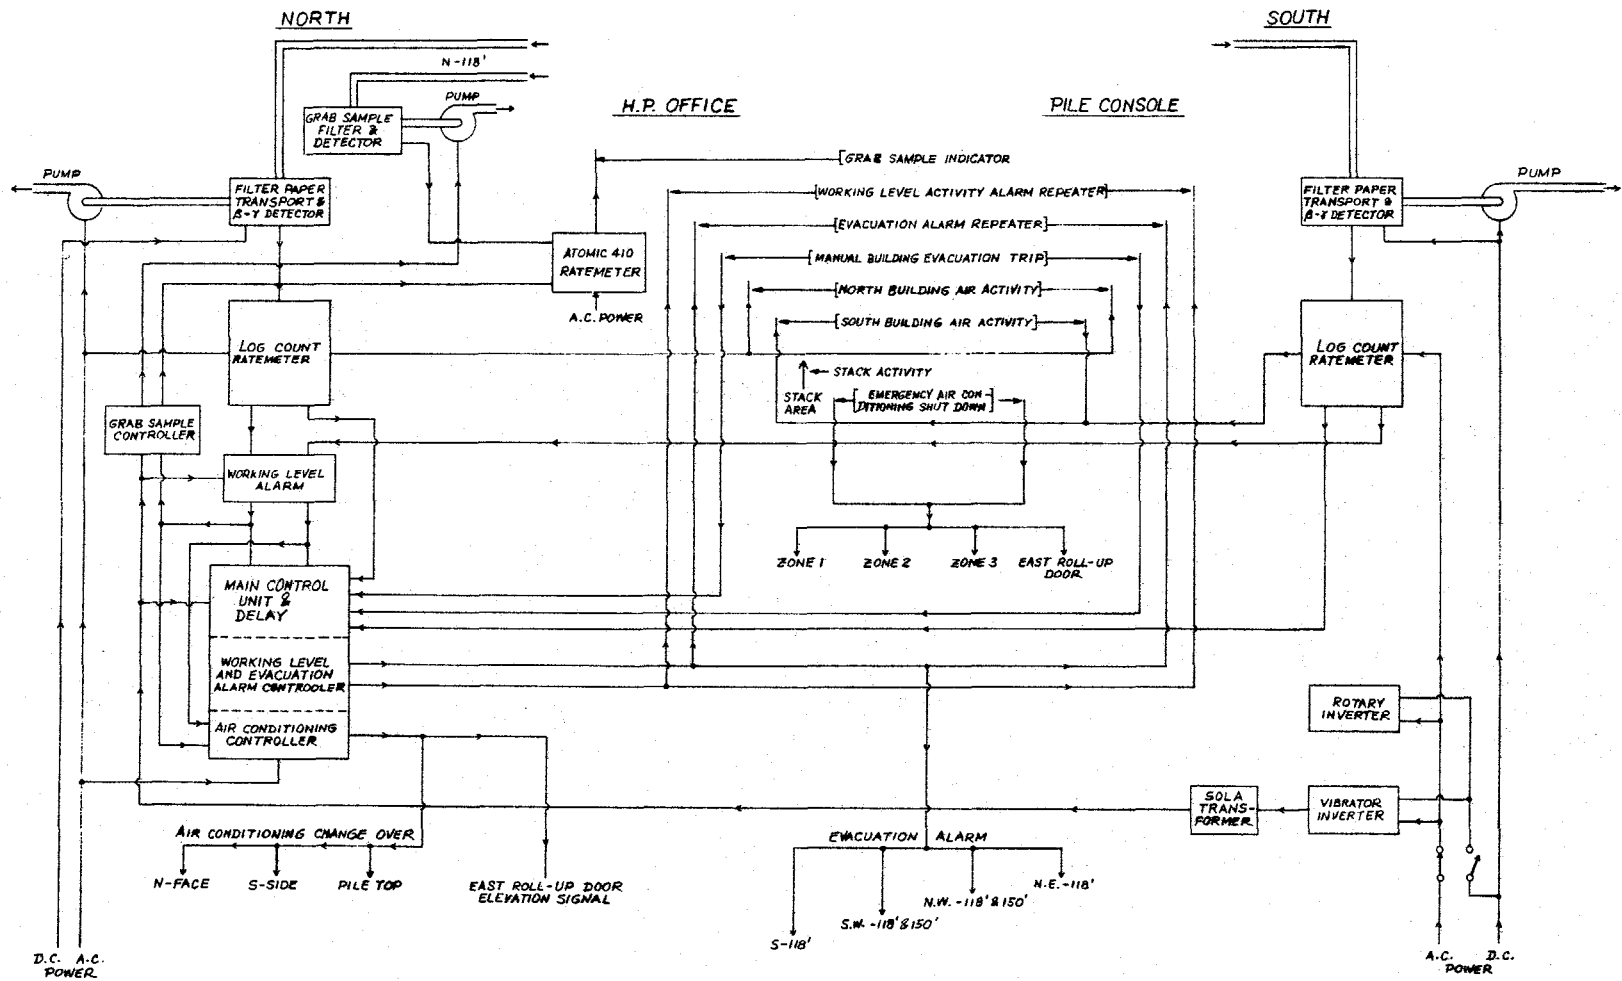 NORTH
SOUTH
N-118'
PUMP
GRAB SAMPLE
FILTER &
DETECTOR
H.P. OFFICE
PILE CONSOLE
PUMP
FILTER PAPER
TRANSPORT &
β-γ DETECTOR
GRAB SAMPLE INDICATOR
WORKING LEVEL ACTIVITY ALARM REPEATER
EVACUATION ALARM REPEATER
MANUAL BUILDING EVACUATION TRIP
NORTH BUILDING AIR ACTIVITY
SOUTH BUILDING AIR ACTIVITY
FILTER PAPER
TRANSPORT &
β-γ DETECTOR
PUMP
ATOMIC 410
RATEMETER
A.C. POWER
LOG COUNT
RATEMETER
LOG COUNT
RATEMETER
STACK ACTIVITY
STACK
AREA
EMERGENCY AIR CON-
DITIONING SHUT DOWN
GRAB SAMPLE
CONTROLLER
WORKING LEVEL
ALARM
ZONE 1
ZONE 2
ZONE 3
EAST ROLL-UP
DOOR
MAIN CONTROL
UNIT &
DELAY
WORKING LEVEL
AND EVACUATION
ALARM CONTROOLER
AIR CONDITIONING
CONTROLLER
ROTARY
INVERTER
SOLA
TRANS-
FORMER
VIBRATOR
INVERTER
AIR CONDITIONING CHANGE OVER
N-FACE
S-SIDE
PILE TOP
EAST ROLL-UP DOOR
ELEVATION SIGNAL
EVACUATION ALARM
S-118'
S.W. -118' & 150'
N.W. -118' & 150'
N.E. -118'
D.C. A.C.
POWER
A.C. D.C.
POWER